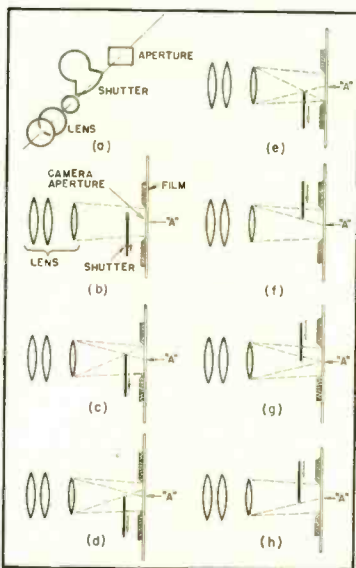 APERTURE
SHUTTER
LENS
(a)
CAMERA
APERTURE
FILM
"A"
LENS
SHUTTER
(b)
"A"
(c)
"A"
(d)
"A"
(e)
"A"
(f)
"A"
(g)
"A"
(h)